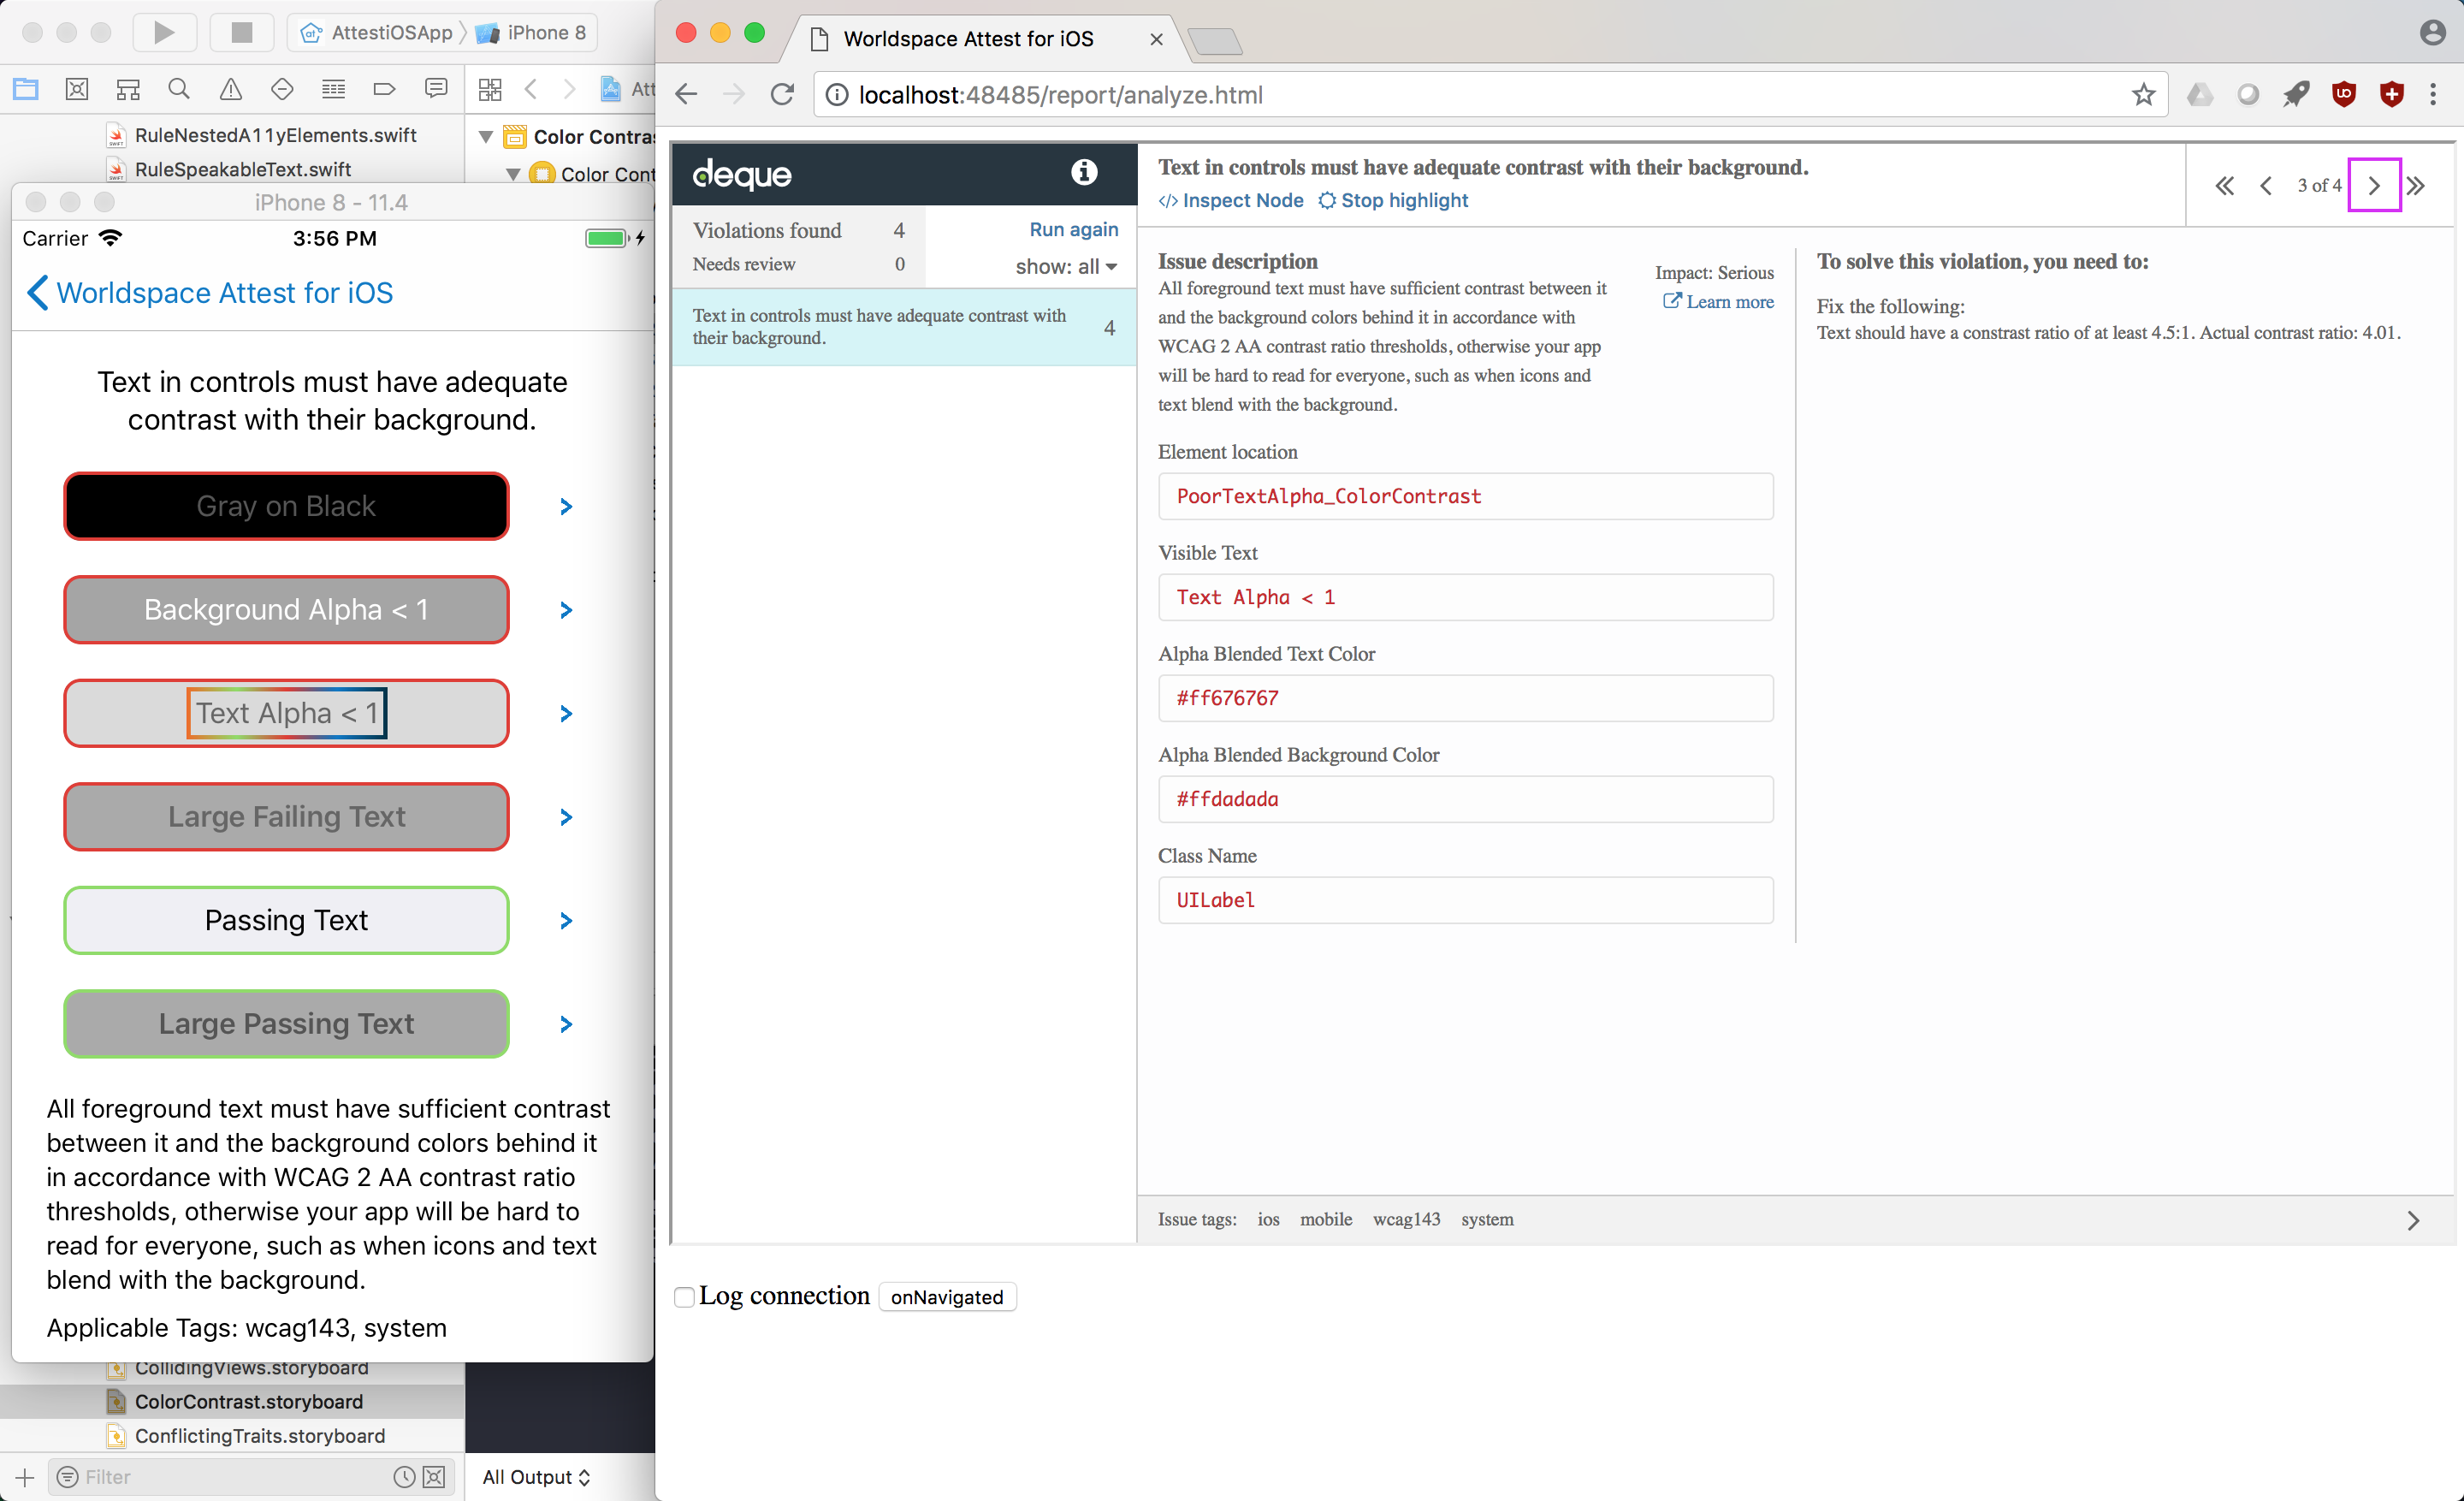 AttestiOSApp
iPhone 8
RuleNestedA11yElements.swift
RuleSpeakableText.swift
Color Contra
Color Cont
iPhone 8 - 11.4
Carrier
3:56 PM
Worldspace Attest for iOS
Text in controls must have adequate
contrast with their background.
Gray on Black
>
Background Alpha < 1
>
Text Alpha < 1
>
Large Failing Text
>
Passing Text
>
Large Passing Text
>
All foreground text must have sufficient contrast
between it and the background colors behind it
in accordance with WCAG 2 AA contrast ratio
thresholds, otherwise your app will be hard to
read for everyone, such as when icons and text
blend with the background.
Applicable Tags: wcag143, system
CollidingViews.storyboard
ColorContrast.storyboard
ConflictingTraits.storyboard
Filter
All Output
Worldspace Attest for iOS
localhost:48485/report/analyze.html
deque
Violations found 4
Needs review 0
Run again
show: all
Text in controls must have adequate contrast with
their background.
4
Text in controls must have adequate contrast with their background.
</> Inspect Node Stop highlight
3 of 4
Issue description
All foreground text must have sufficient contrast between it
and the background colors behind it in accordance with
WCAG 2 AA contrast ratio thresholds, otherwise your app
will be hard to read for everyone, such as when icons and
text blend with the background.
Impact: Serious
Learn more
Element location
PoorTextAlpha_ColorContrast
Visible Text
Text Alpha < 1
Alpha Blended Text Color
#ff676767
Alpha Blended Background Color
#ffdadada
Class Name
UILabel
To solve this violation, you need to:
Fix the following:
Text should have a constrast ratio of at least 4.5:1. Actual contrast ratio: 4.01.
Issue tags: ios mobile wcag143 system
Log connection onNavigated